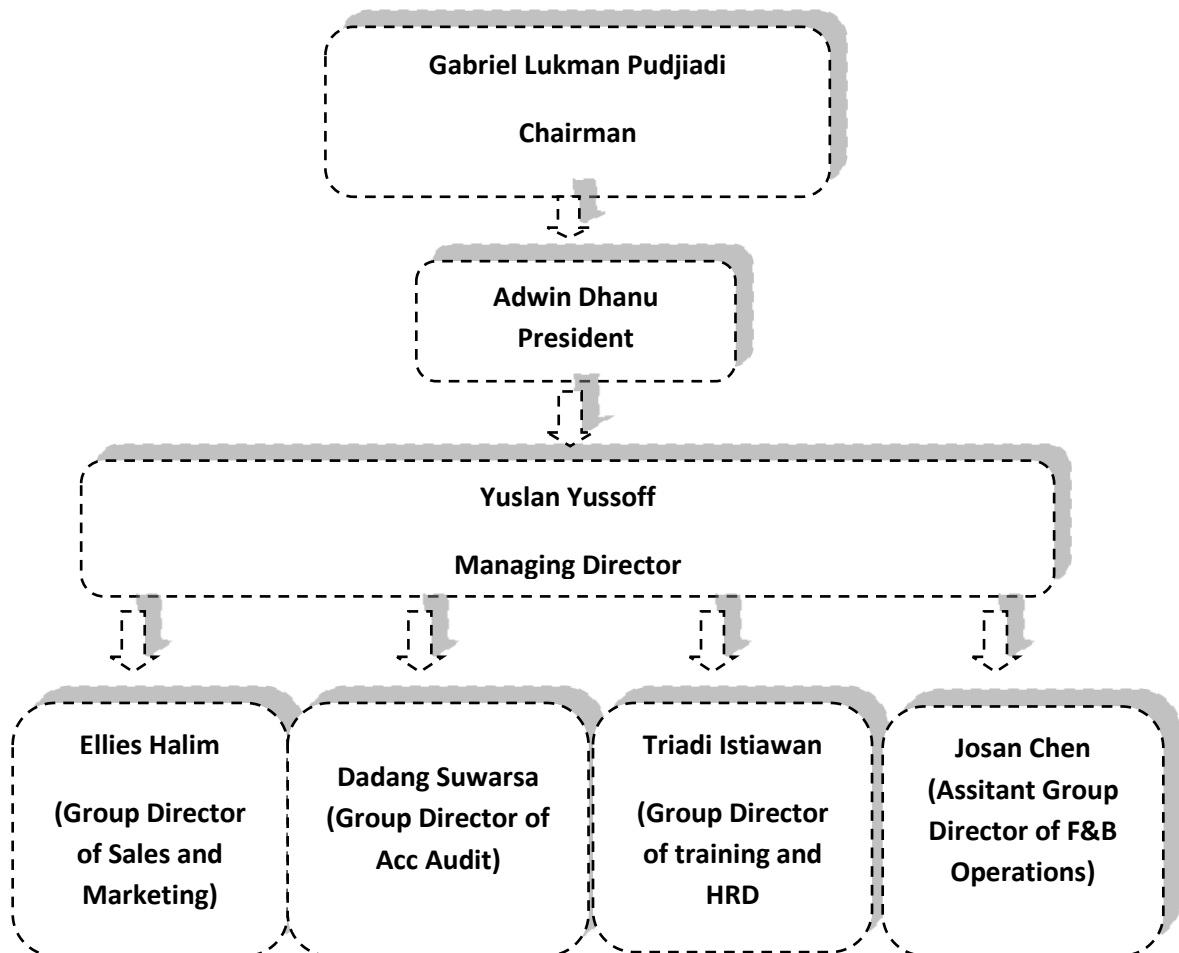 Gabriel Lukman Pudjiadi
Chairman
Adwin Dhanu
President
Yuslan Yussoff
Managing Director
Ellies Halim
(Group Director
of Sales and
Marketing)
Dadang Suwarsa
(Group Director of
Acc Audit)
Triadi Istiawan
(Group Director
of training and
HRD
Josan Chen
(Assitant Group
Director of F&B
Operations)